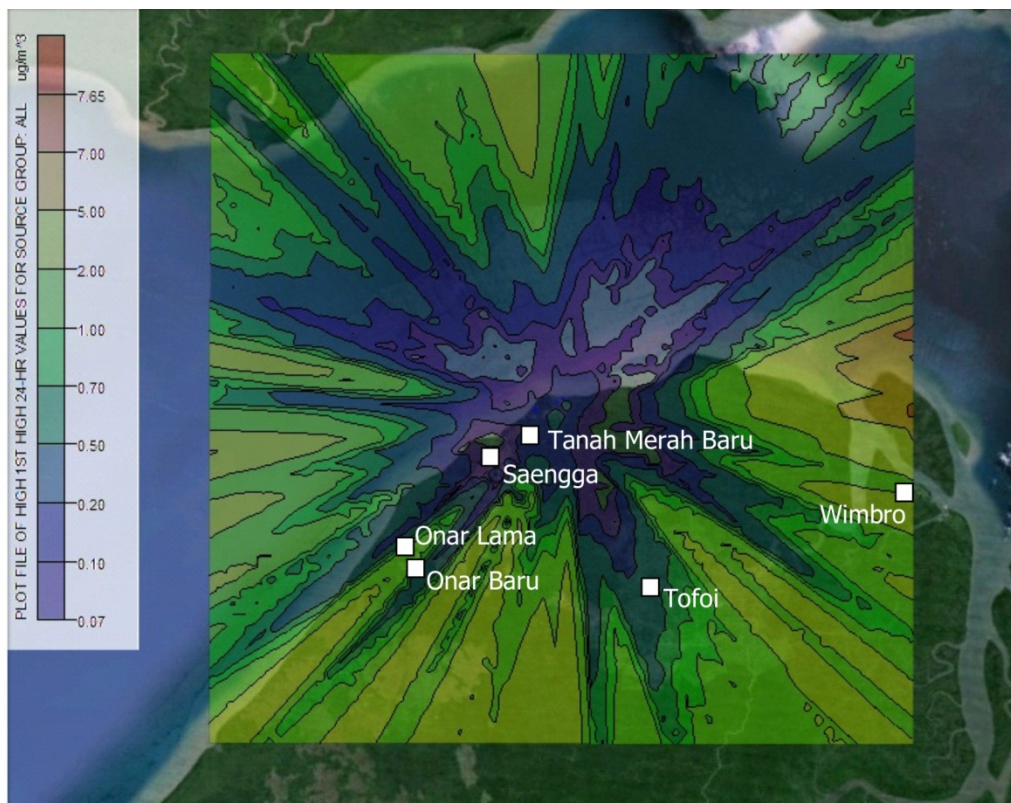 PLOT FILE OF HIGH 1ST HIGH 24-HR VALUES FOR SOURCE GROUP: ALL
ug/m^3
7.65
7.00
5.00
2.00
1.00
0.70
0.50
0.20
0.10
0.07
Tanah Merah Baru
Saengga
Wimbro
Onar Lama
Onar Baru
Tofoi